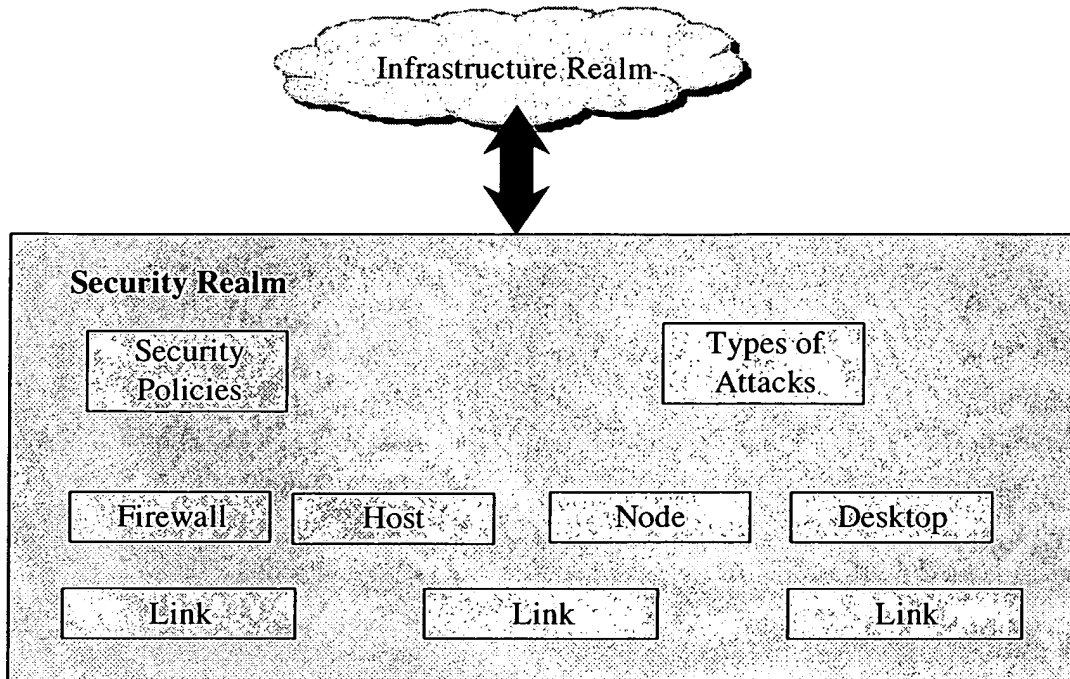 Infrastructure Realm
Security Realm
Security
Policies
Types of
Attacks
Firewall
Host
Node
Desktop
Link
Link
Link